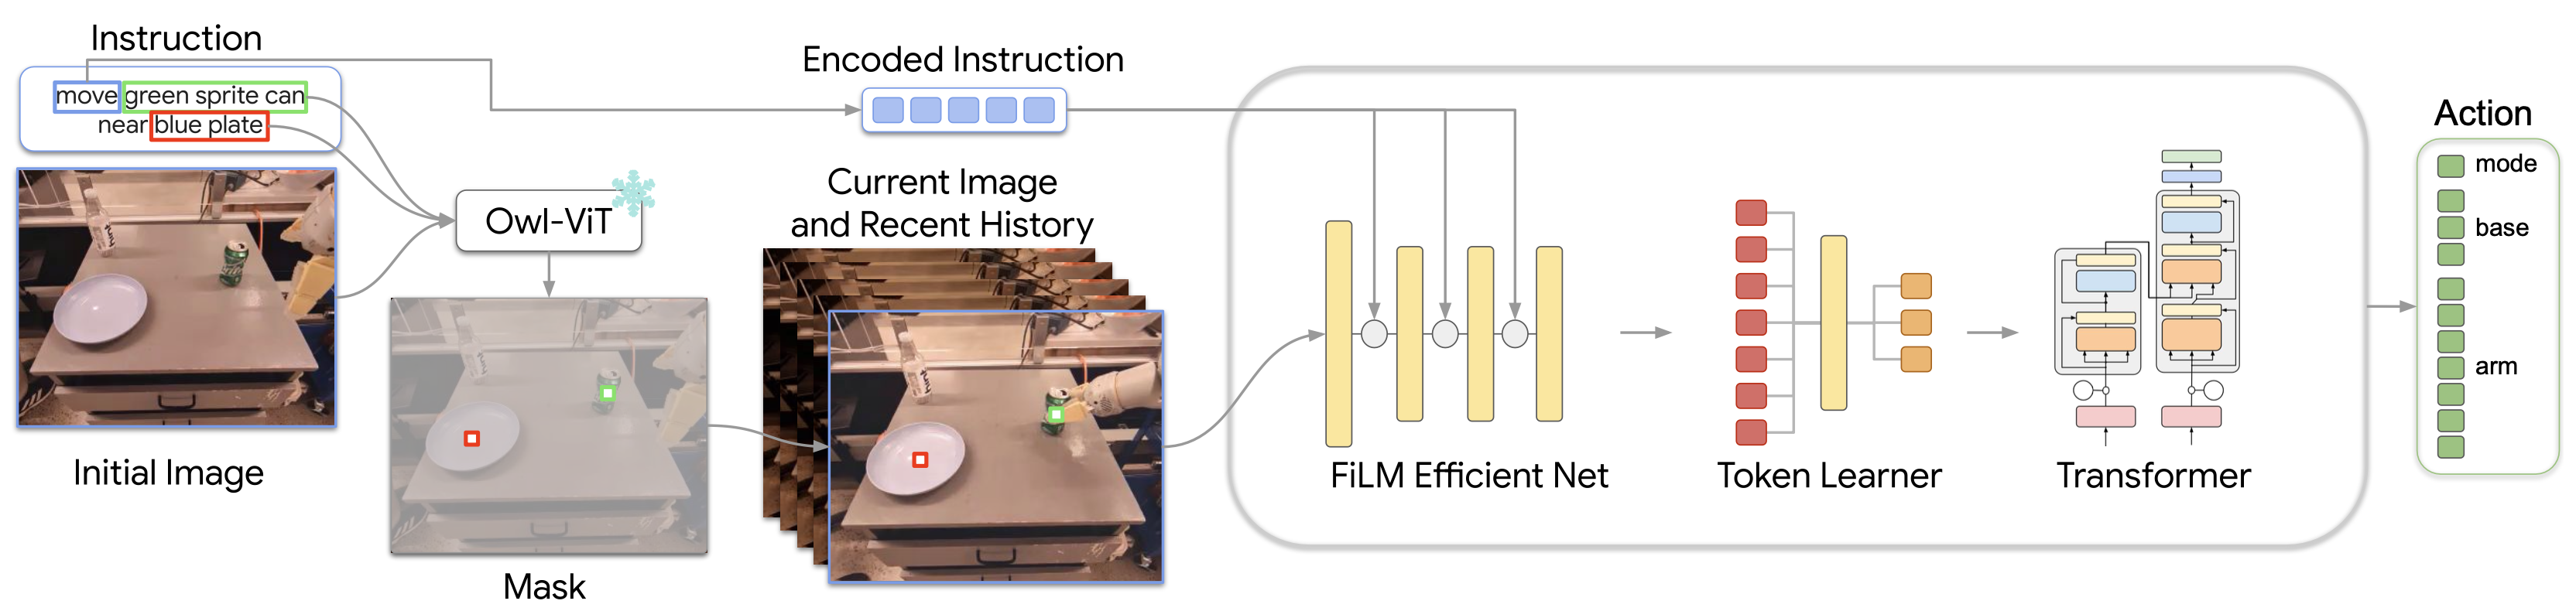 Instruction
move green sprite can
near blue plate
Initial Image
Owl-ViT
Mask
Encoded Instruction
Current Image
and Recent History
hint
FiLM Efficient Net
Token Learner
Transformer
Action
mode
base
arm